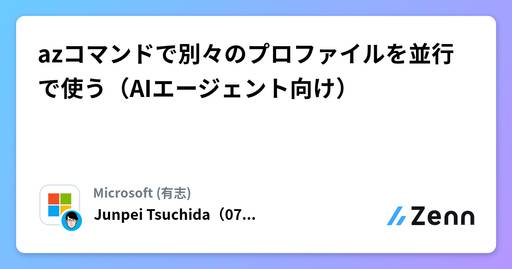 azコマンドで別々のプロファイルを並行
で使う（AIエージェント向け）
Microsoft (有志)
Junpei Tsuchida（07...
Zenn